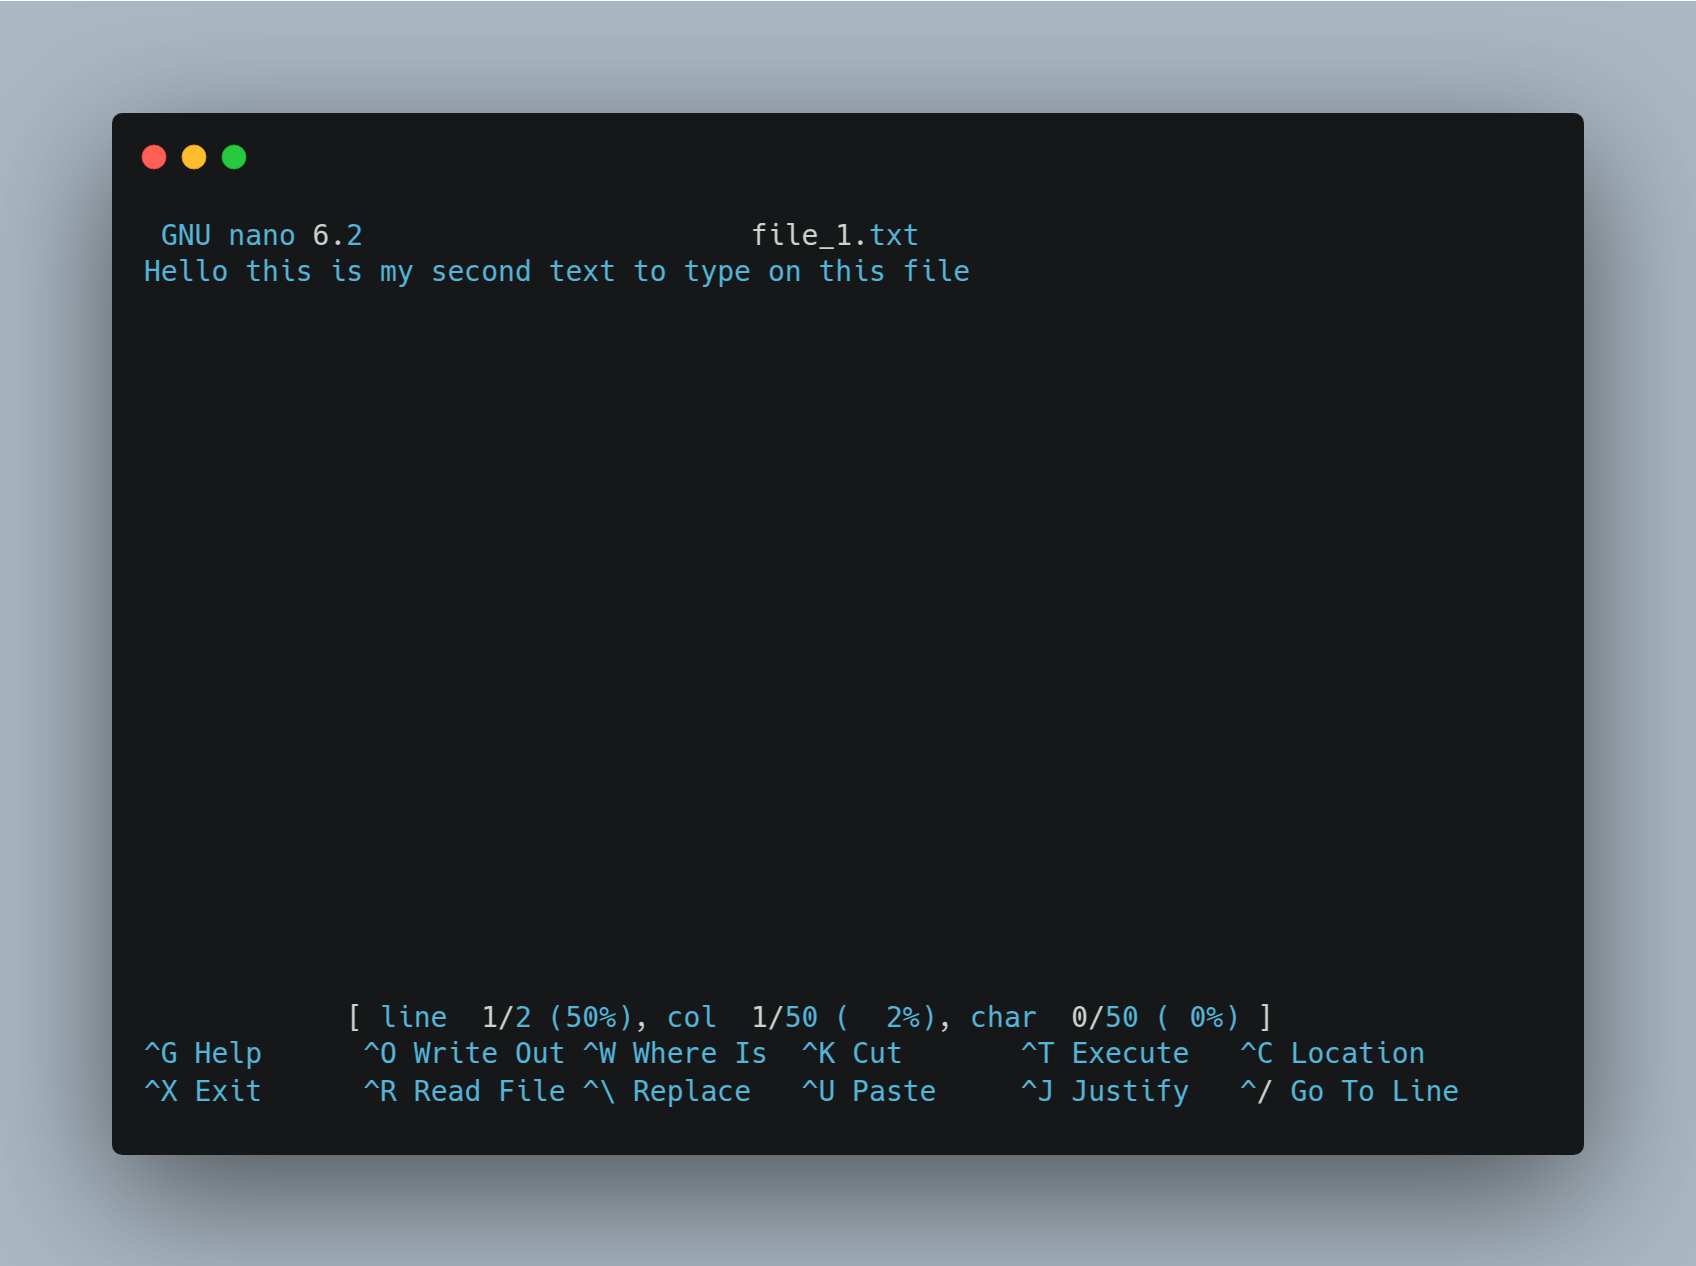 GNU nano 6.2 file_1.txt
Hello this is my second text to type on this file
[ line  1/2 (50%), col  1/50 (  2%), char  0/50 ( 0%) ]
^G Help ^O Write Out ^W Where Is ^K Cut ^T Execute ^C Location
^X Exit ^R Read File ^\ Replace ^U Paste ^J Justify ^/ Go To Line